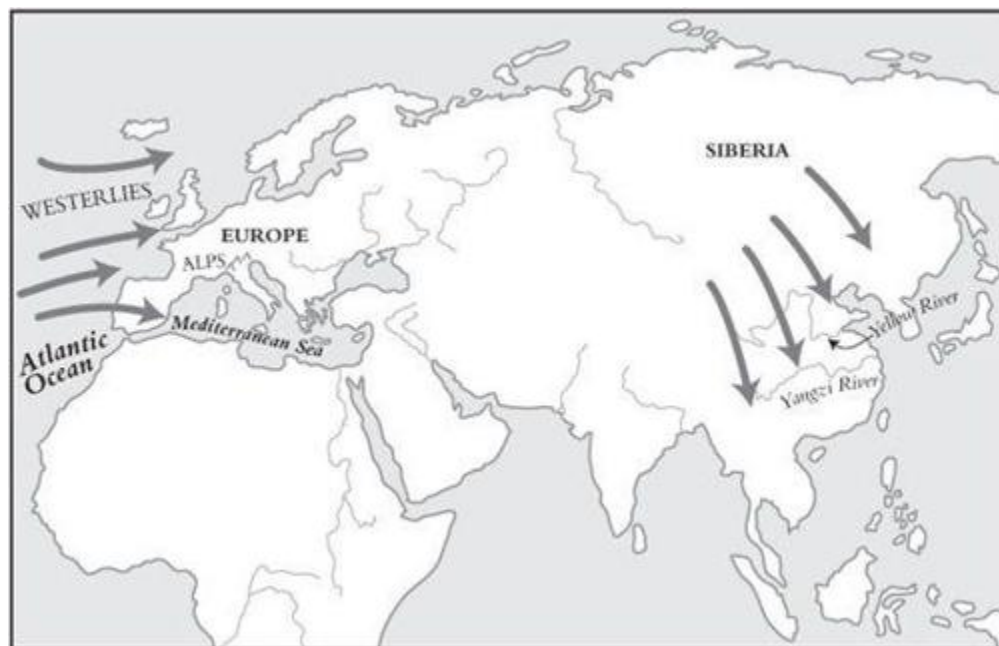 SIBERIA
WESTERLIES
EUROPE
ALPS
Mediterranean Sea
Atlantic
Ocean
Yellow River
Yangzi River